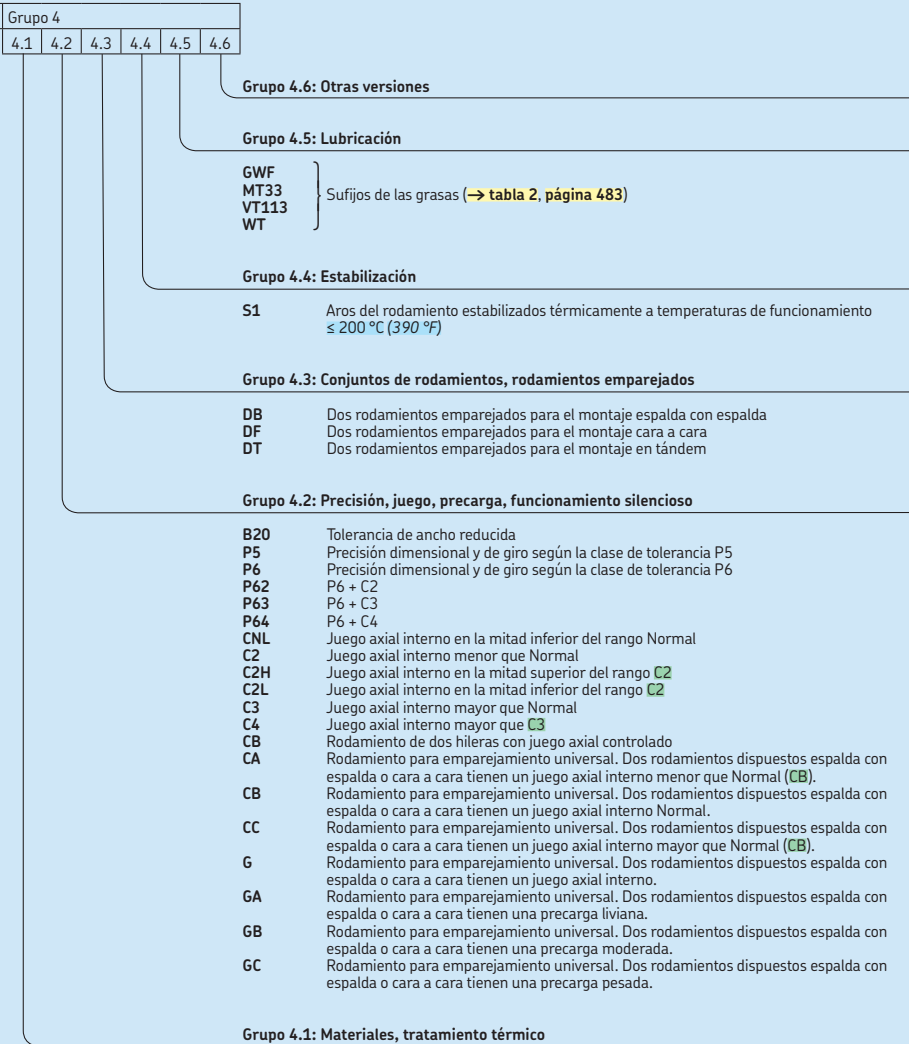 Grupo 4
4.1 4.2 4.3 4.4 4.5 4.6
Grupo 4.6: Otras versiones
Grupo 4.5: Lubricación
GWF
MT33
VT113
WT
Sufijos de las grasas (→ tabla 2, página 483)
Grupo 4.4: Estabilización
S1 Aros del rodamiento estabilizados térmicamente a temperaturas de funcionamiento
≤ 200 °C (390 °F)
Grupo 4.3: Conjuntos de rodamientos, rodamientos emparejados
DB Dos rodamientos emparejados para el montaje espalda con espalda
DF Dos rodamientos emparejados para el montaje cara a cara
DT Dos rodamientos emparejados para el montaje en tándem
Grupo 4.2: Precisión, juego, precarga, funcionamiento silencioso
B20 Tolerancia de ancho reducida
P5 Precisión dimensional y de giro según la clase de tolerancia P5
P6 Precisión dimensional y de giro según la clase de tolerancia P6
P62 P6 + C2
P63 P6 + C3
P64 P6 + C4
CNL Juego axial interno en la mitad inferior del rango Normal
C2 Juego axial interno menor que Normal
C2H Juego axial interno en la mitad superior del rango C2
C2L Juego axial interno en la mitad inferior del rango C2
C3 Juego axial interno mayor que Normal
C4 Juego axial interno mayor que C3
CB Rodamiento de dos hileras con juego axial controlado
CA Rodamiento para emparejamiento universal. Dos rodamientos dispuestos espalda con
espalda o cara a cara tienen un juego axial interno menor que Normal (CB).
CB Rodamiento para emparejamiento universal. Dos rodamientos dispuestos espalda con
espalda o cara a cara tienen un juego axial interno Normal.
CC Rodamiento para emparejamiento universal. Dos rodamientos dispuestos espalda con
espalda o cara a cara tienen un juego axial interno mayor que Normal (CB).
G Rodamiento para emparejamiento universal. Dos rodamientos dispuestos espalda con
espalda o cara a cara tienen un juego axial interno.
GA Rodamiento para emparejamiento universal. Dos rodamientos dispuestos espalda con
espalda o cara a cara tienen una precarga liviana.
GB Rodamiento para emparejamiento universal. Dos rodamientos dispuestos espalda con
espalda o cara a cara tienen una precarga moderada.
GC Rodamiento para emparejamiento universal. Dos rodamientos dispuestos espalda con
espalda o cara a cara tienen una precarga pesada.
Grupo 4.1: Materiales, tratamiento térmico